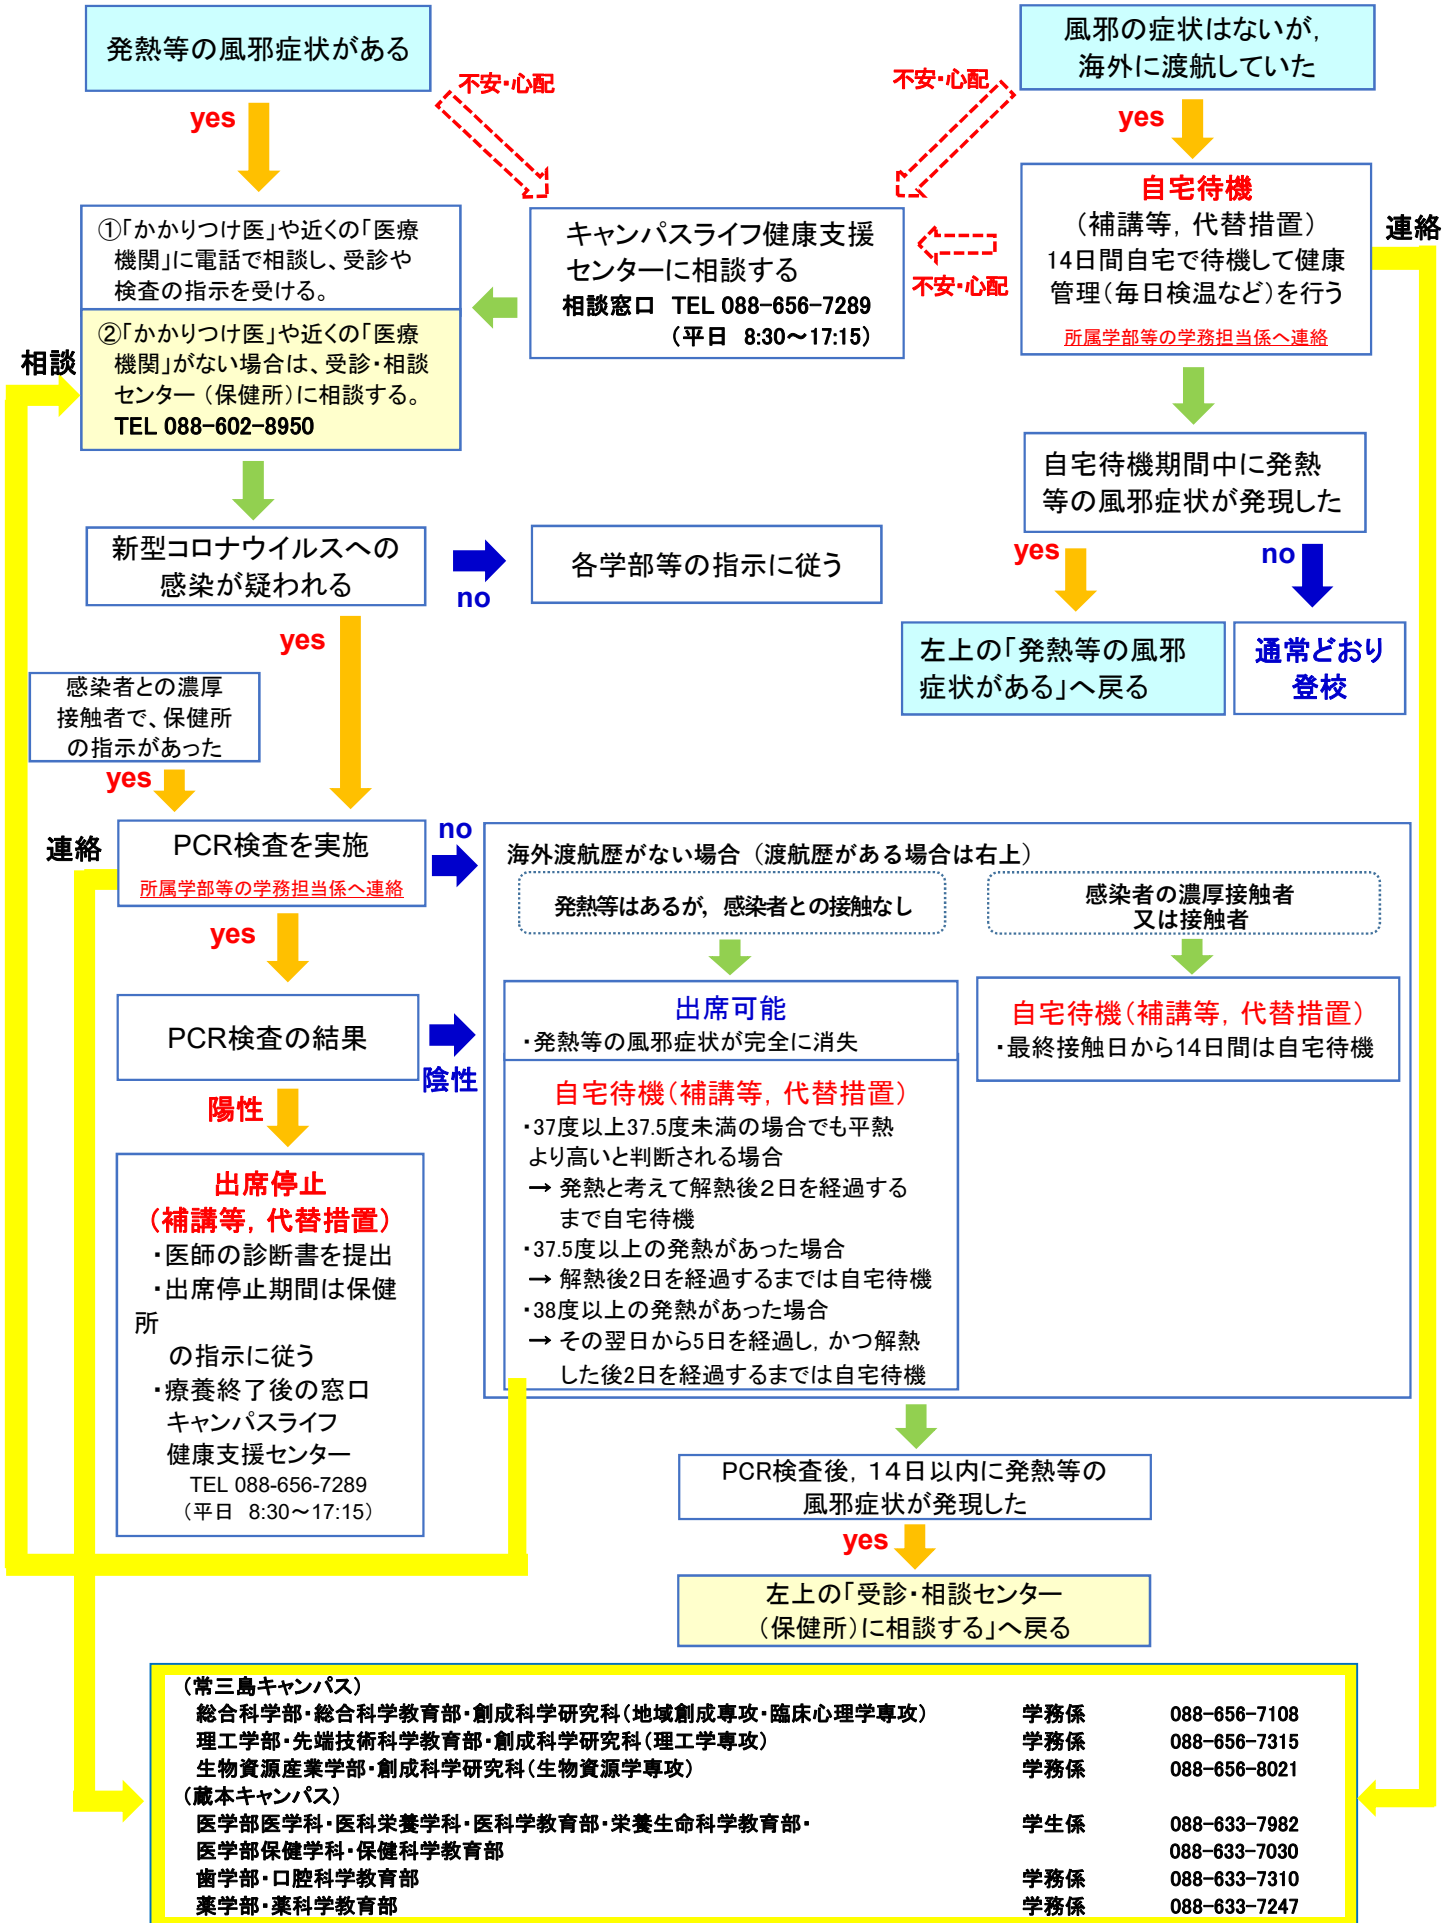 発熱等の風邪症状がある
風邪の症状はないが,
海外に渡航していた
不安・心配
不安・心配
yes
yes
自宅待機
(補講等,代替措置)
14日間自宅で待機して健康
管理(毎日検温など)を行う
所属学部等の学務担当係へ連絡
連絡
①「かかりつけ医」や近くの「医療
機関」に電話で相談し、受診や
検査の指示を受ける。
②「かかりつけ医」や近くの「医療
機関」がない場合は、受診・相談
センター (保健所)に相談する。
TEL 088-602-8950
キャンパスライフ健康支援
センターに相談する
相談窓口 TEL 088-656-7289
(平日 8:30~17:15)
不安・心配
相談
自宅待機期間中に発熱
等の風邪症状が発現した
新型コロナウイルスへの
感染が疑われる
no
各学部等の指示に従う
yes
no
左上の「発熱等の風邪
症状がある」へ戻る
通常どおり
登校
yes
感染者との濃厚
接触者で、保健所
の指示があった
yes
連絡
PCR検査を実施
所属学部等の学務担当係へ連絡
no
海外渡航歴がない場合 (渡航歴がある場合は右上)
発熱等はあるが,感染者との接触なし
感染者の濃厚接触者
又は接触者
yes
出席可能
・発熱等の風邪症状が完全に消失
自宅待機(補講等,代替措置)
・最終接触日から14日間は自宅待機
PCR検査の結果
陰性
陽性
自宅待機(補講等,代替措置)
・37度以上37.5度未満の場合でも平熱
より高いと判断される場合
→ 発熱と考えて解熱後2日を経過する
まで自宅待機
・37.5度以上の発熱があった場合
→ 解熱後2日を経過するまでは自宅待機
・38度以上の発熱があった場合
→ その翌日から5日を経過し,かつ解熱
した後2日を経過するまでは自宅待機
出席停止
(補講等,代替措置)
・医師の診断書を提出
・出席停止期間は保健
所
の指示に従う
・療養終了後の窓口
キャンパスライフ
健康支援センター
TEL 088-656-7289
(平日 8:30~17:15)
PCR検査後,14日以内に発熱等の
風邪症状が発現した
yes
左上の「受診・相談センター
(保健所)に相談する」へ戻る
(常三島キャンパス)
総合科学部・総合科学教育部・創成科学研究科(地域創成専攻・臨床心理学専攻) 学務係 088-656-7108
理工学部・先端技術科学教育部・創成科学研究科(理工学専攻) 学務係 088-656-7315
生物資源産業学部・創成科学研究科(生物資源学専攻) 学務係 088-656-8021
(蔵本キャンパス)
医学部医学科・医科栄養学科・医科学教育部・栄養生命科学教育部・ 学生係 088-633-7982
医学部保健学科・保健科学教育部 088-633-7030
歯学部・口腔科学教育部 学務係 088-633-7310
薬学部・薬科学教育部 学務係 088-633-7247